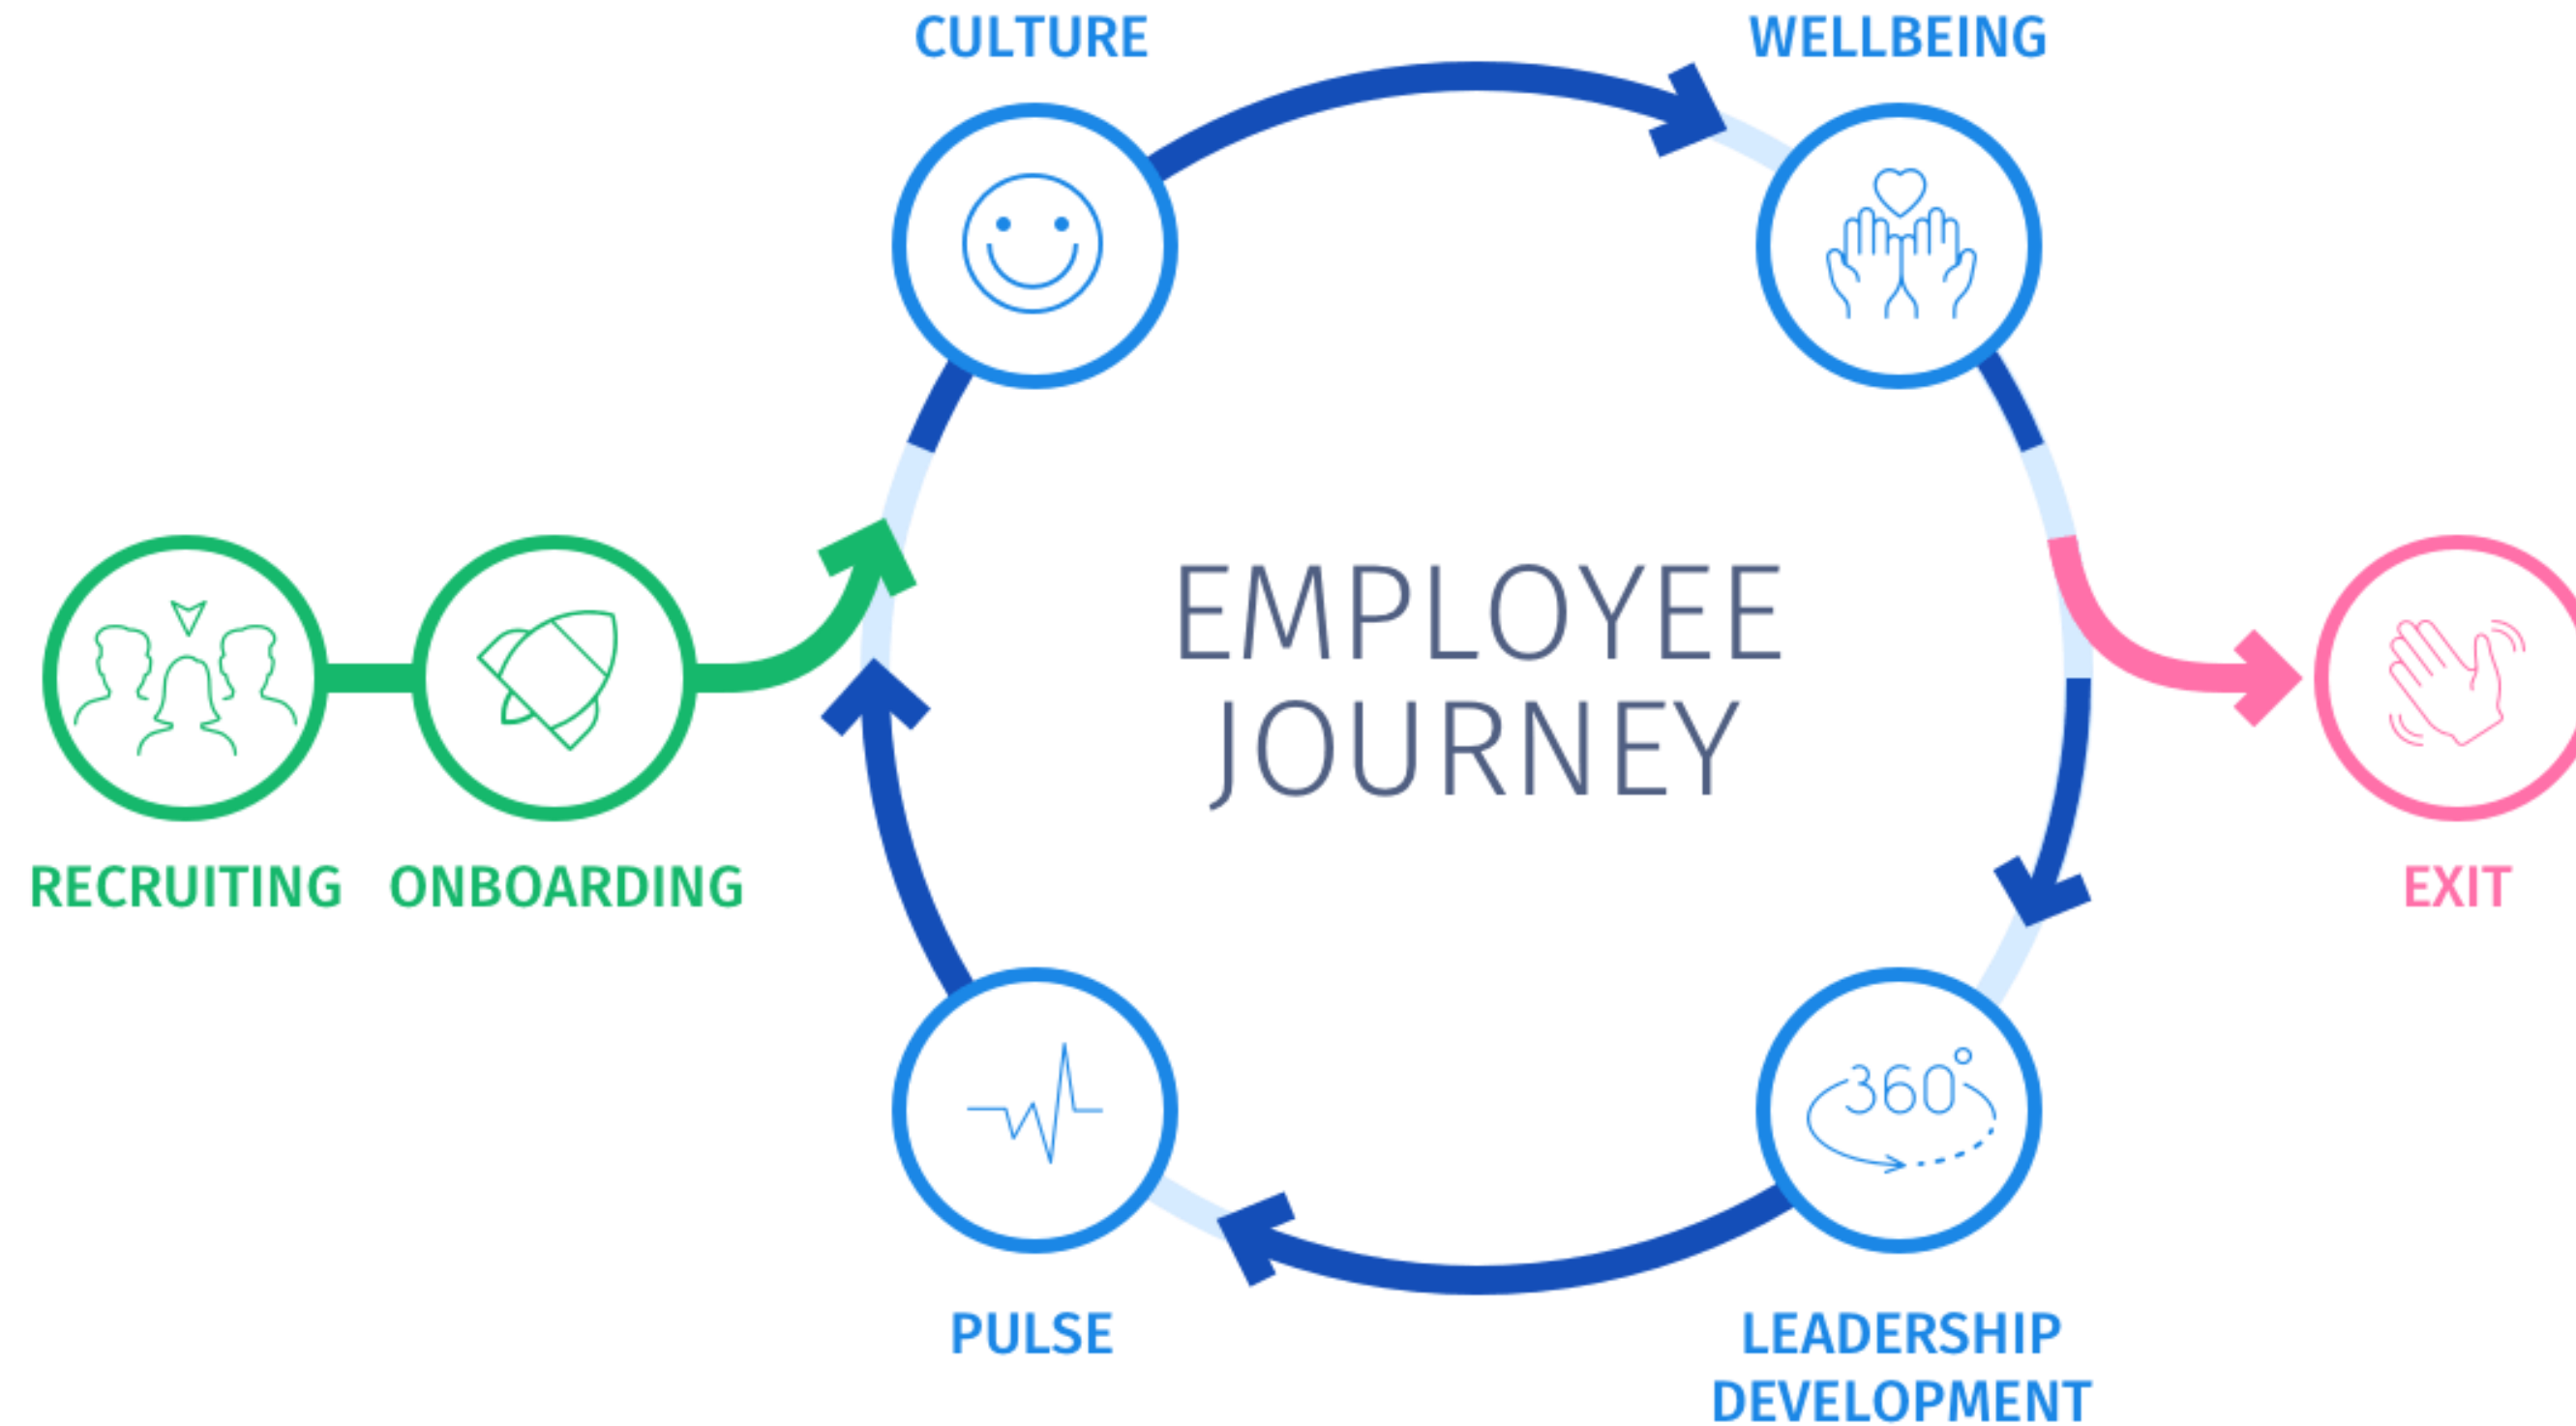 CULTURE
WELLBEING
EMPLOYEE
JOURNEY
RECRUITING
ONBOARDING
EXIT
360°
PULSE
LEADERSHIP
DEVELOPMENT